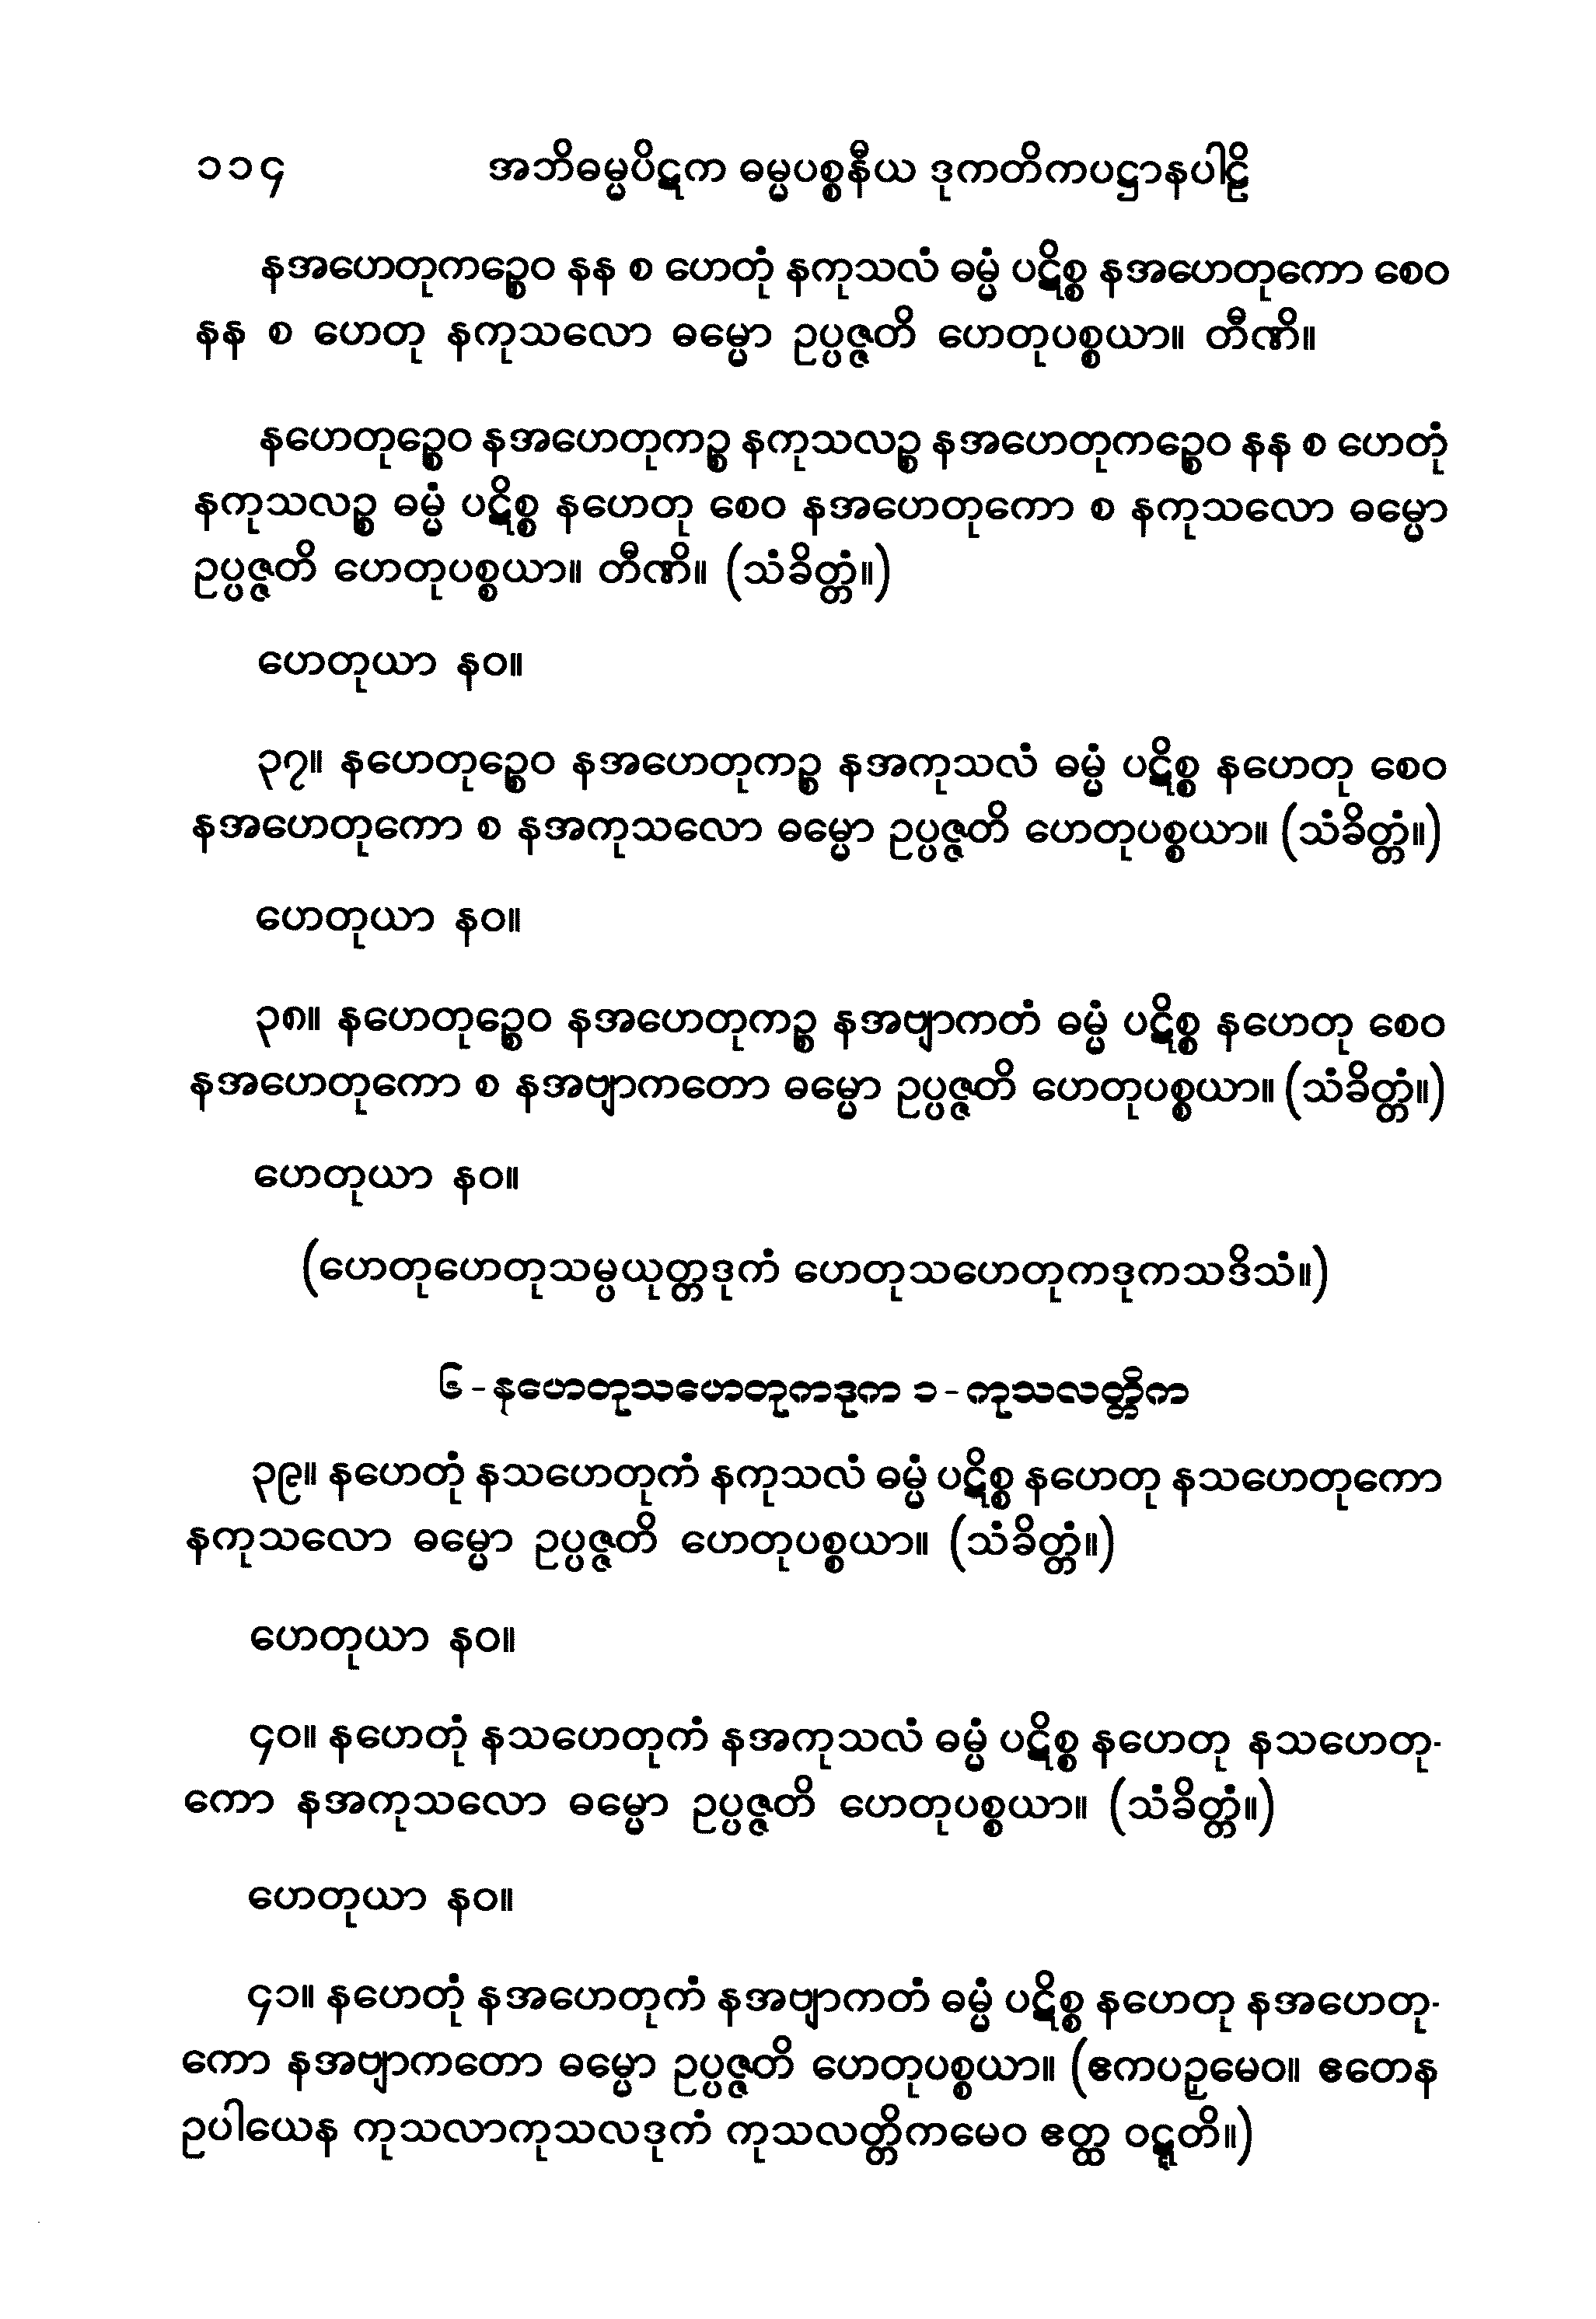 ၁၁၄ အဘိဓမ္မပိဋက ဓမ္မပစ္စနီယ ဒုကတိကပဋ္ဌာနပါဠိ
နအဟေတုကဉ္စေဝ နန စ ဟေတုံ နကုသလံ ဓမ္မံ ပဋိစ္စ နအဟေတုကော စေဝ
နန စ ဟေတု နကုသလော ဓမ္မော ဥပ္ပဇ္ဇတိ ဟေတုပစ္စယာ။ တီဏိ။
နဟေတုဉ္စေဝ နအဟေတုကဉ္စ နကုသလဉ္စ နအဟေတုကဉ္စေဝ နန စ ဟေတုံ
နကုသလဉ္စ ဓမ္မံ ပဋိစ္စ နဟေတု စေဝ နအဟေတုကော စ နကုသလော ဓမ္မော
ဥပ္ပဇ္ဇတိ ဟေတုပစ္စယာ။ တီဏိ။ (သံခိတ္တံ။)
ဟေတုယာ နဝ။
၃၇။ နဟေတုဉ္စေဝ နအဟေတုကဉ္စ နအကုသလံ ဓမ္မံ ပဋိစ္စ နဟေတု စေဝ
နအဟေတုကော စ နအကုသလော ဓမ္မော ဥပ္ပဇ္ဇတိ ဟေတုပစ္စယာ။ (သံခိတ္တံ။)
ဟေတုယာ နဝ။
၃၈။ နဟေတုဉ္စေဝ နအဟေတုကဉ္စ နအဗျာကတံ ဓမ္မံ ပဋိစ္စ နဟေတု စေဝ
နအဟေတုကော စ နအဗျာကတော ဓမ္မော ဥပ္ပဇ္ဇတိ ဟေတုပစ္စယာ။ (သံခိတ္တံ။)
ဟေတုယာ နဝ။
(ဟေတုဟေတုသမ္ပယုတ္တဒုကံ ဟေတုသဟေတုကဒုကသဒိသံ။)
၆-နဟေတုသဟေတုကဒုက ၁-ကုသလတ္တိက
၃၉။ နဟေတုံ နသဟေတုကံ နကုသလံ ဓမ္မံ ပဋိစ္စ နဟေတု နသဟေတုကော
နကုသလော ဓမ္မော ဥပ္ပဇ္ဇတိ ဟေတုပစ္စယာ။ (သံခိတ္တံ။)
ဟေတုယာ နဝ။
၄၀။ နဟေတုံ နသဟေတုကံ နအကုသလံ ဓမ္မံ ပဋိစ္စ နဟေတု နသဟေတု-
ကော နအကုသလော ဓမ္မော ဥပ္ပဇ္ဇတိ ဟေတုပစ္စယာ။ (သံခိတ္တံ။)
ဟေတုယာ နဝ။
၄၁။ နဟေတုံ နအဟေတုကံ နအဗျာကတံ ဓမ္မံ ပဋိစ္စ နဟေတု နအဟေတု-
ကော နအဗျာကတော ဓမ္မော ဥပ္ပဇ္ဇတိ ဟေတုပစ္စယာ။ (ဧကပဉှမေဝ။ ဧတေန
ဥပါယေန ကုသလာကုသလဒုကံ ကုသလတ္တိကမေဝ ဧတ္ထ ဝဋ္ဋတိ။)